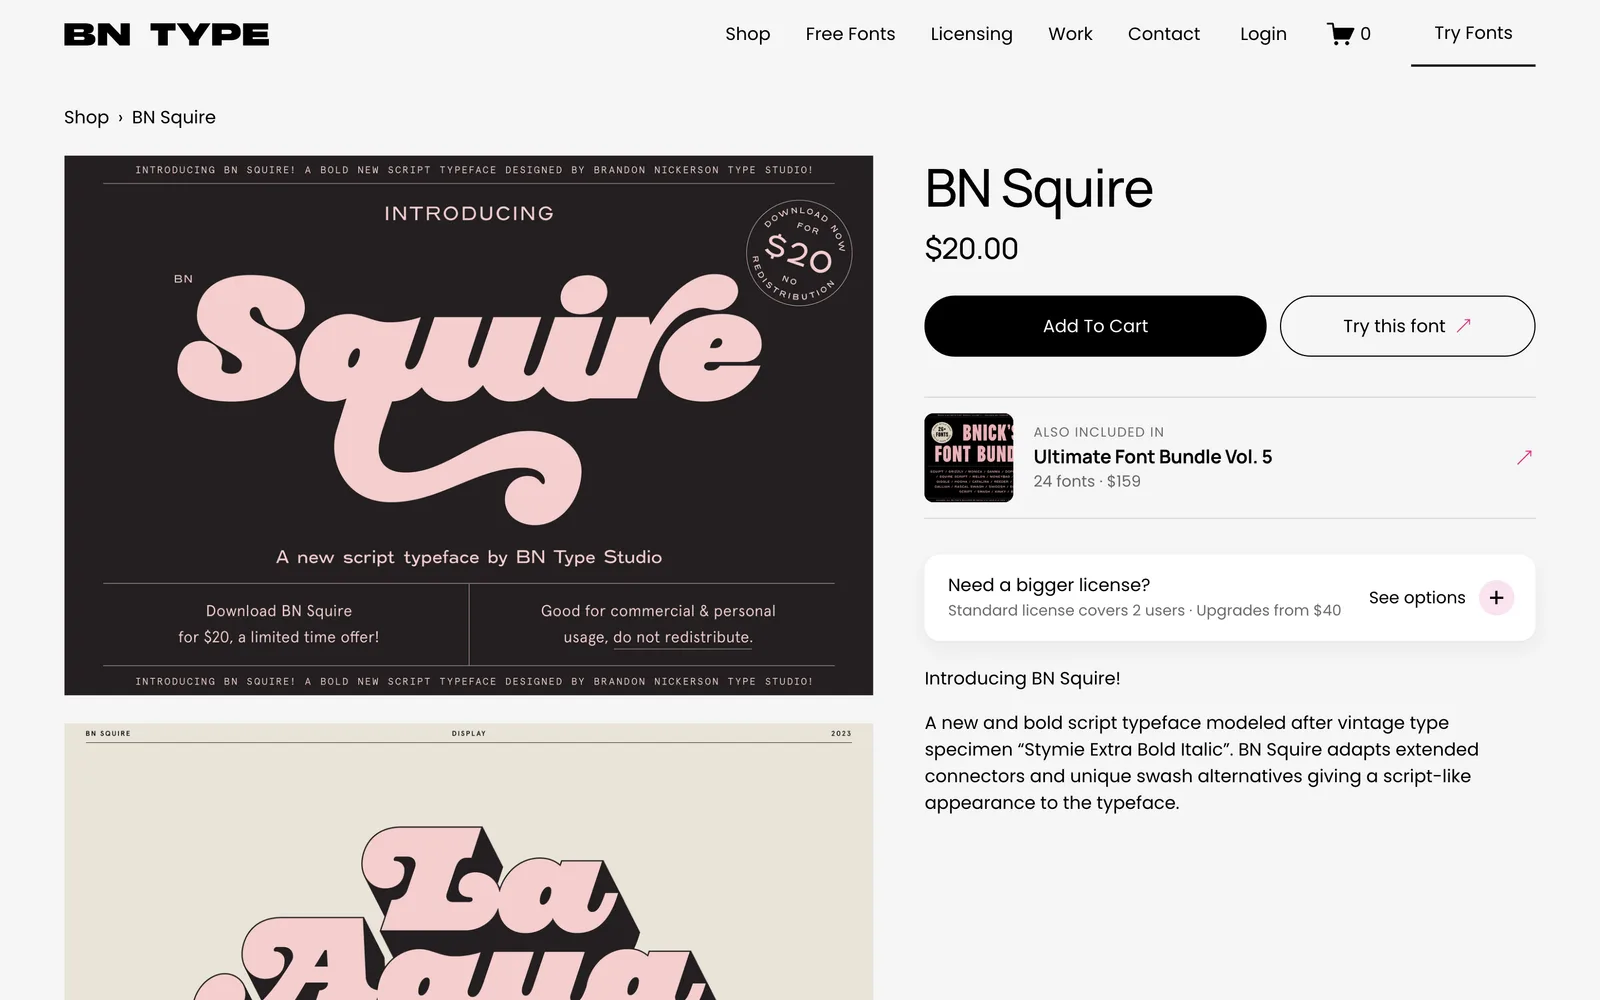 BN TYPE
Shop
Free Fonts
Licensing
Work
Contact
Login
0
Try Fonts
Shop › BN Squire
INTRODUCING BN SQUIRE! A BOLD NEW SCRIPT TYPEFACE DESIGNED BY BRANDON NICKERSON TYPE STUDIO!
INTRODUCING
DOWNLOAD NOW
FOR
$20
NO
REDISTRIBUTION
BN
Squire
A new script typeface by BN Type Studio
Download BN Squire
for $20, a limited time offer!
Good for commercial & personal
usage, do not redistribute.
INTRODUCING BN SQUIRE! A BOLD NEW SCRIPT TYPEFACE DESIGNED BY BRANDON NICKERSON TYPE STUDIO!
BN SQUIRE
DISPLAY
2023
La
Aqua
BN Squire
$20.00
Add To Cart
Try this font
BNICK'S
FONT BUND
ALSO INCLUDED IN
Ultimate Font Bundle Vol. 5
24 fonts · $159
Need a bigger license?
Standard license covers 2 users · Upgrades from $40
See options +
Introducing BN Squire!
A new and bold script typeface modeled after vintage type
specimen “Stymie Extra Bold Italic”. BN Squire adapts extended
connectors and unique swash alternatives giving a script-like
appearance to the typeface.